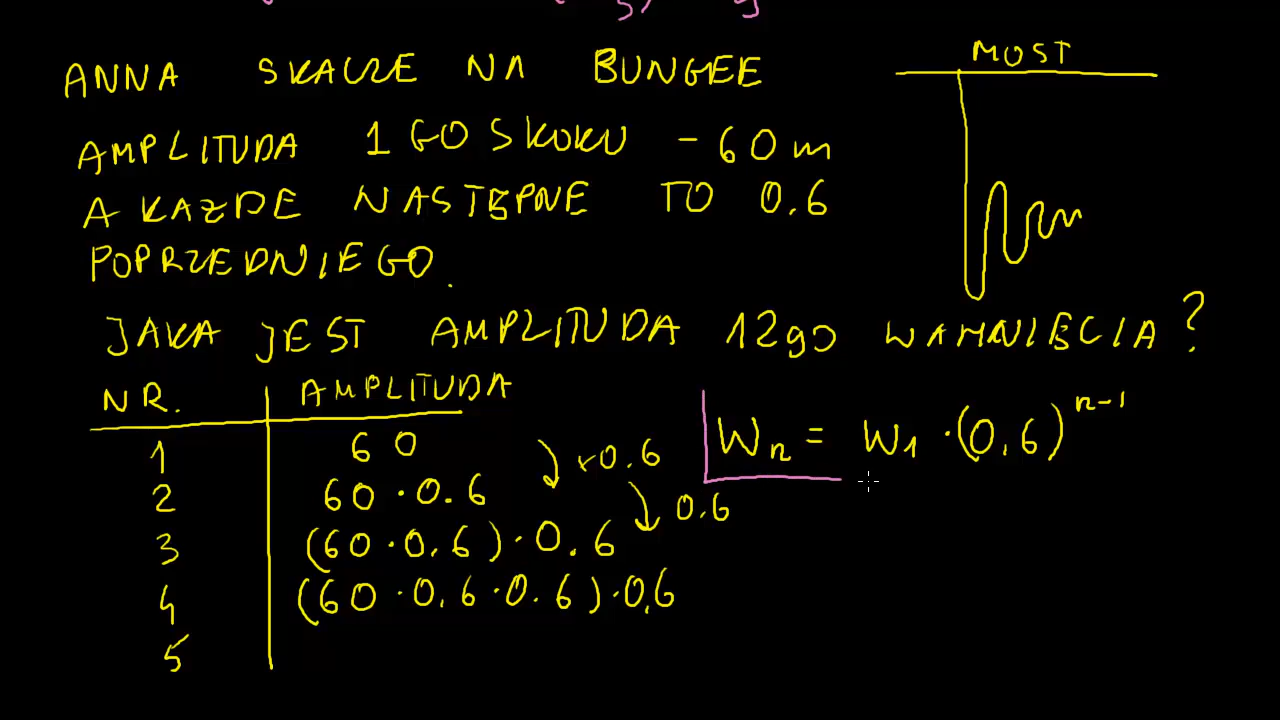 ANNA SKACZE NA BUNGEE
MOST
AMPLITUDA 1 GO SKOKU - 60 m
A KAŻDE NASTĘPNE TO 0.6
POPRZEDNIEGO.
JAKA JEST AMPLITUDA 12go WAHNIĘCIA?
NR. AMPLITUDA
1 60
2 60 · 0.6
3 (60 · 0.6) · 0.6
4 (60 · 0.6 · 0.6) · 0,6
5
×0.6
0.6
Wn = W1 · (0,6)^n-1